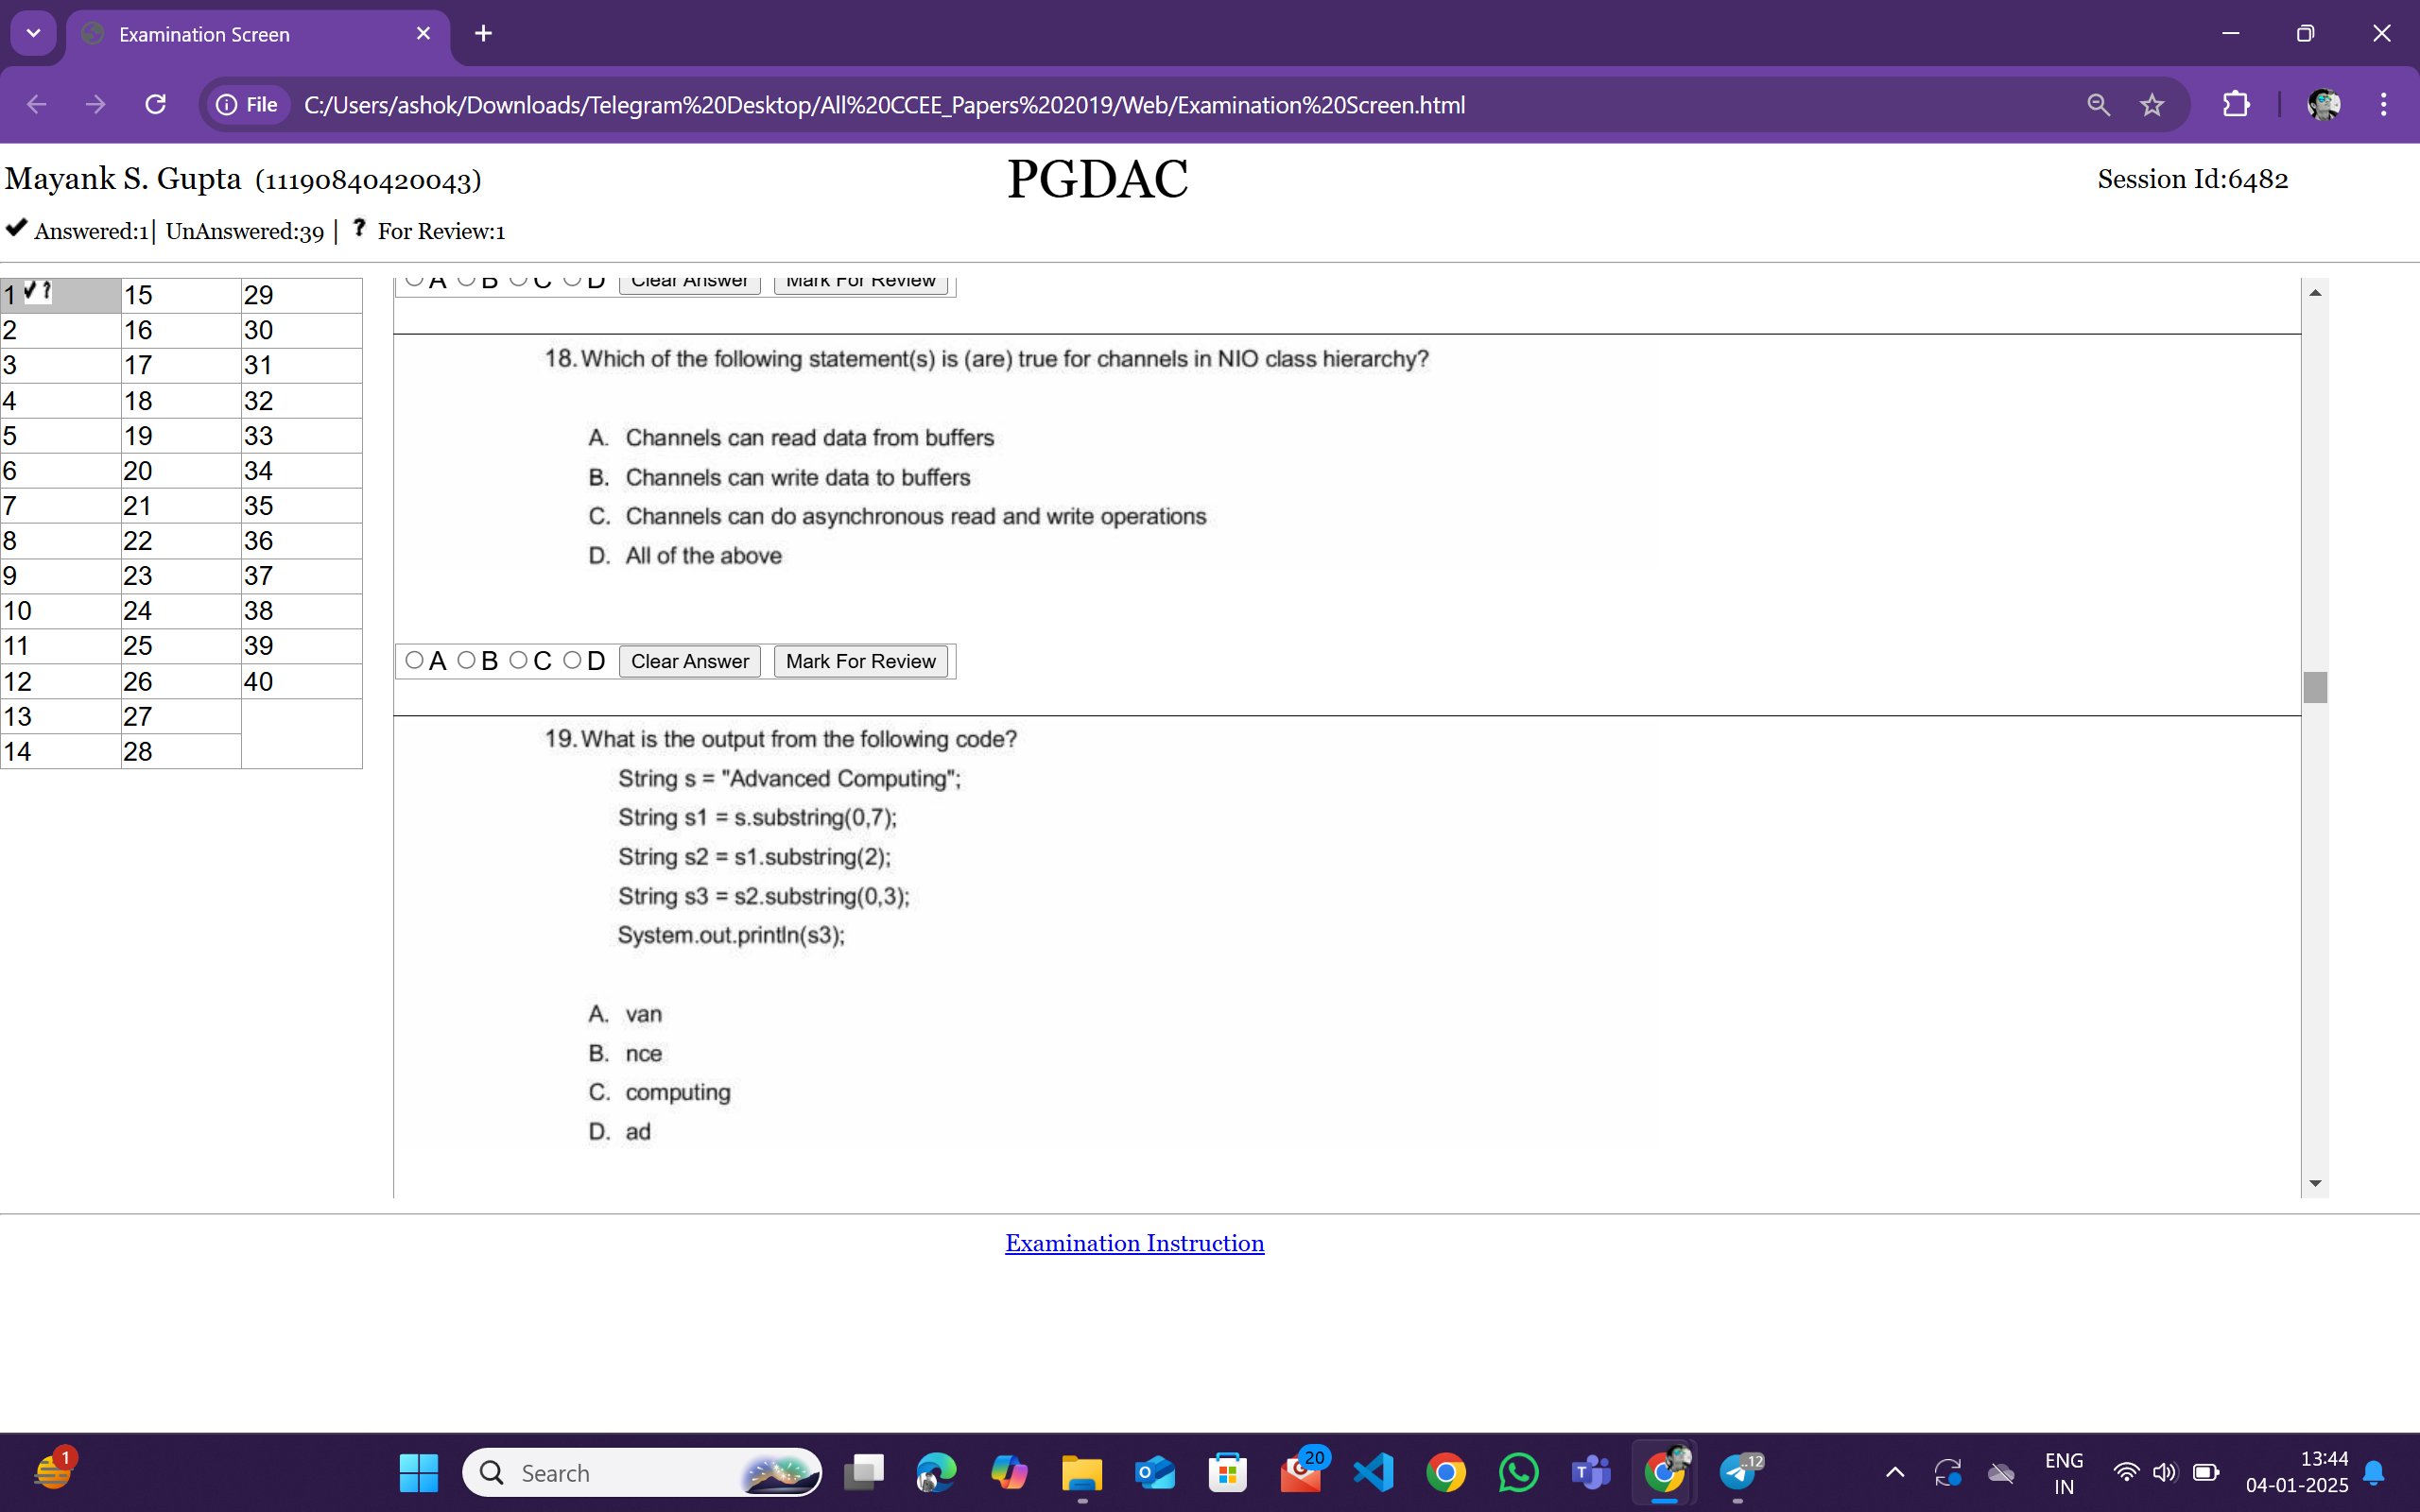 Examination Screen
File
C:/Users/ashok/Downloads/Telegram%20Desktop/All%20CCEE_Papers%202019/Web/Examination%20Screen.html
Mayank S. Gupta (11190840420043)
PGDAC
Session Id:6482
Answered:1| UnAnswered:39 | ? For Review:1
1 ? 15 29
2 16 30
3 17 31
4 18 32
5 19 33
6 20 34
7 21 35
8 22 36
9 23 37
10 24 38
11 25 39
12 26 40
13 27
14 28
A B C D Clear Answer Mark For Review
18. Which of the following statement(s) is (are) true for channels in NIO class hierarchy?
A. Channels can read data from buffers
B. Channels can write data to buffers
C. Channels can do asynchronous read and write operations
D. All of the above
A B C D Clear Answer Mark For Review
19. What is the output from the following code?
String s = "Advanced Computing";
String s1 = s.substring(0,7);
String s2 = s1.substring(2);
String s3 = s2.substring(0,3);
System.out.println(s3);
A. van
B. nce
C. computing
D. ad
Examination Instruction
1
Search
20
..12
ENG
IN
13:44
04-01-2025